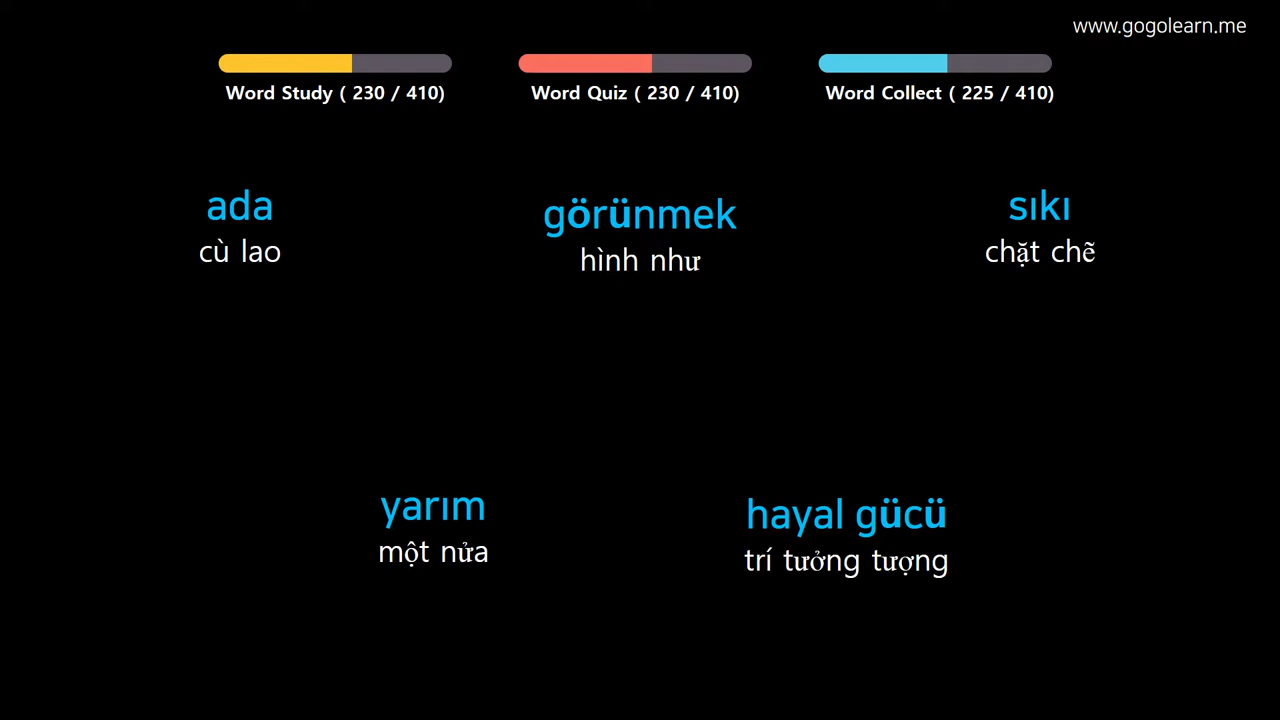 www.gogolearn.me
Word Study ( 230 / 410)
Word Quiz ( 230 / 410)
Word Collect ( 225 / 410)
ada
cù lao
görünmek
hình như
sıkı
chặt chẽ
yarım
một nửa
hayal gücü
trí tưởng tượng